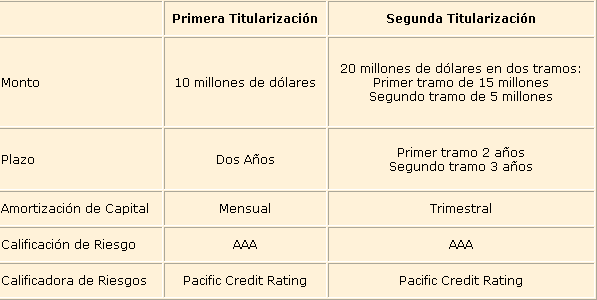 Primera Titularización Segunda Titularización
Monto 10 millones de dólares 20 millones de dólares en dos tramos:
Primer tramo de 15 millones
Segundo tramo de 5 millones
Plazo Dos Años Primer tramo 2 años
Segundo tramo 3 años
Amortización de Capital Mensual Trimestral
Calificación de Riesgo AAA AAA
Calificadora de Riesgos Pacific Credit Rating Pacific Credit Rating